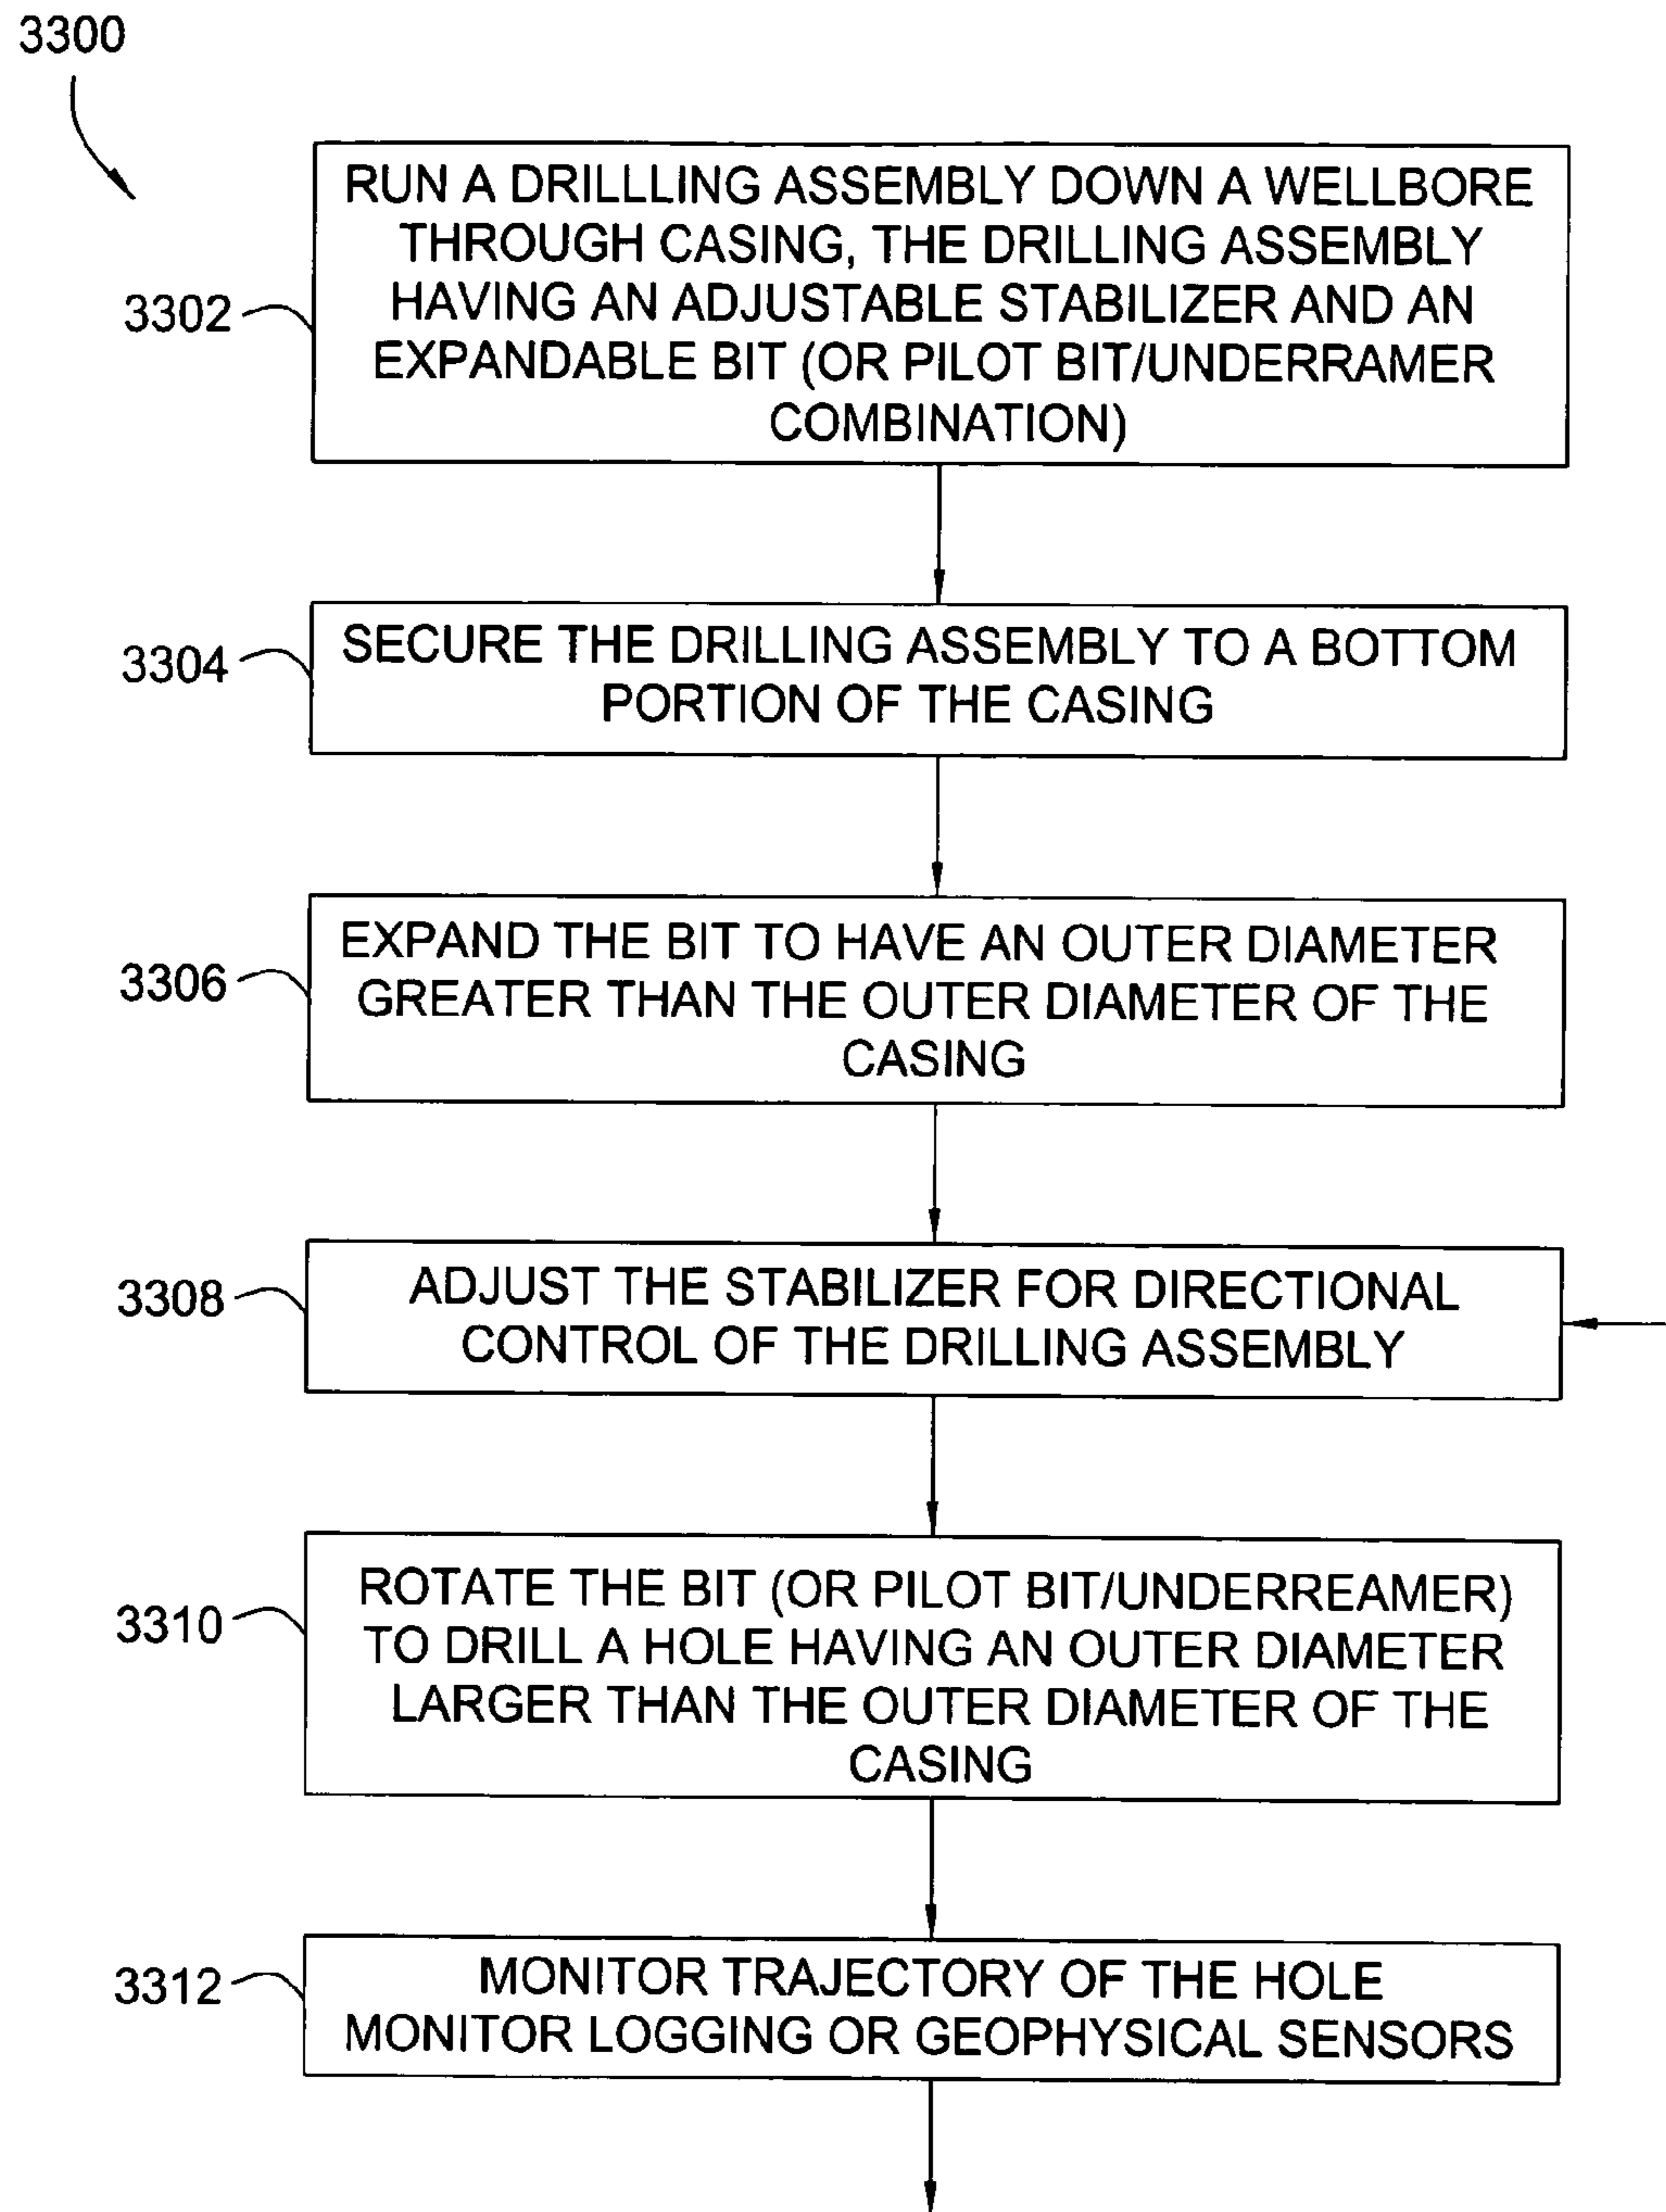 3300
RUN A DRILLLING ASSEMBLY DOWN A WELLBORE
THROUGH CASING, THE DRILLING ASSEMBLY
HAVING AN ADJUSTABLE STABILIZER AND AN
EXPANDABLE BIT (OR PILOT BIT/UNDERRAMER
COMBINATION)
3302
SECURE THE DRILLING ASSEMBLY TO A BOTTOM
PORTION OF THE CASING
3304
EXPAND THE BIT TO HAVE AN OUTER DIAMETER
GREATER THAN THE OUTER DIAMETER OF THE
CASING
3306
ADJUST THE STABILIZER FOR DIRECTIONAL
CONTROL OF THE DRILLING ASSEMBLY
3308
ROTATE THE BIT (OR PILOT BIT/UNDERREAMER)
TO DRILL A HOLE HAVING AN OUTER DIAMETER
LARGER THAN THE OUTER DIAMETER OF THE
CASING
3310
MONITOR TRAJECTORY OF THE HOLE
MONITOR LOGGING OR GEOPHYSICAL SENSORS
3312